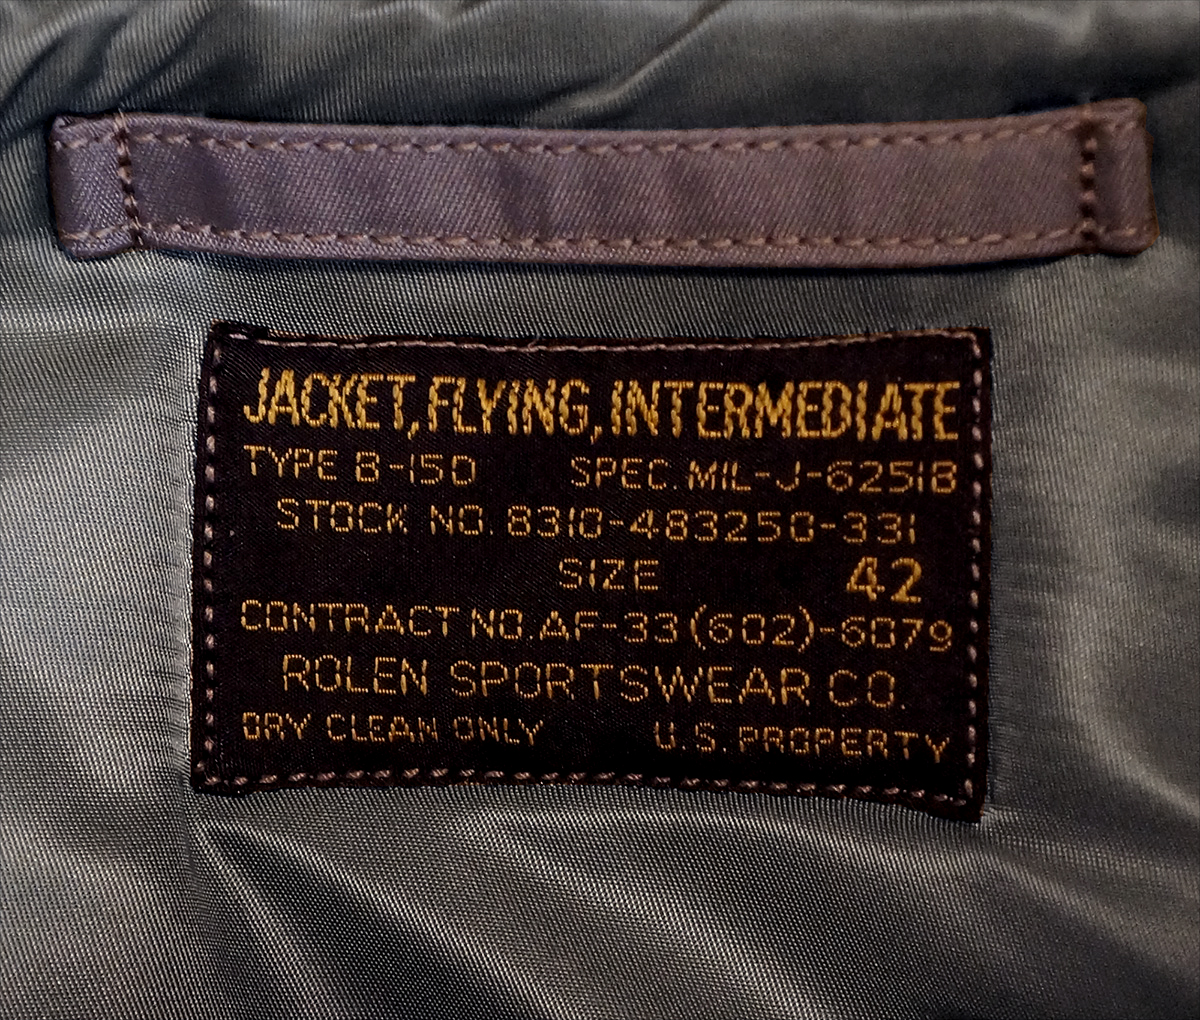 JACKET, FLYING, INTERMEDIATE
TYPE B-15D SPEC. MIL-J-6251B
STOCK NO. 8310-483250-331
SIZE 42
CONTRACT NO. AF-33(602)-6079
ROLEN SPORTSWEAR CO.
DRY CLEAN ONLY U.S. PROPERTY